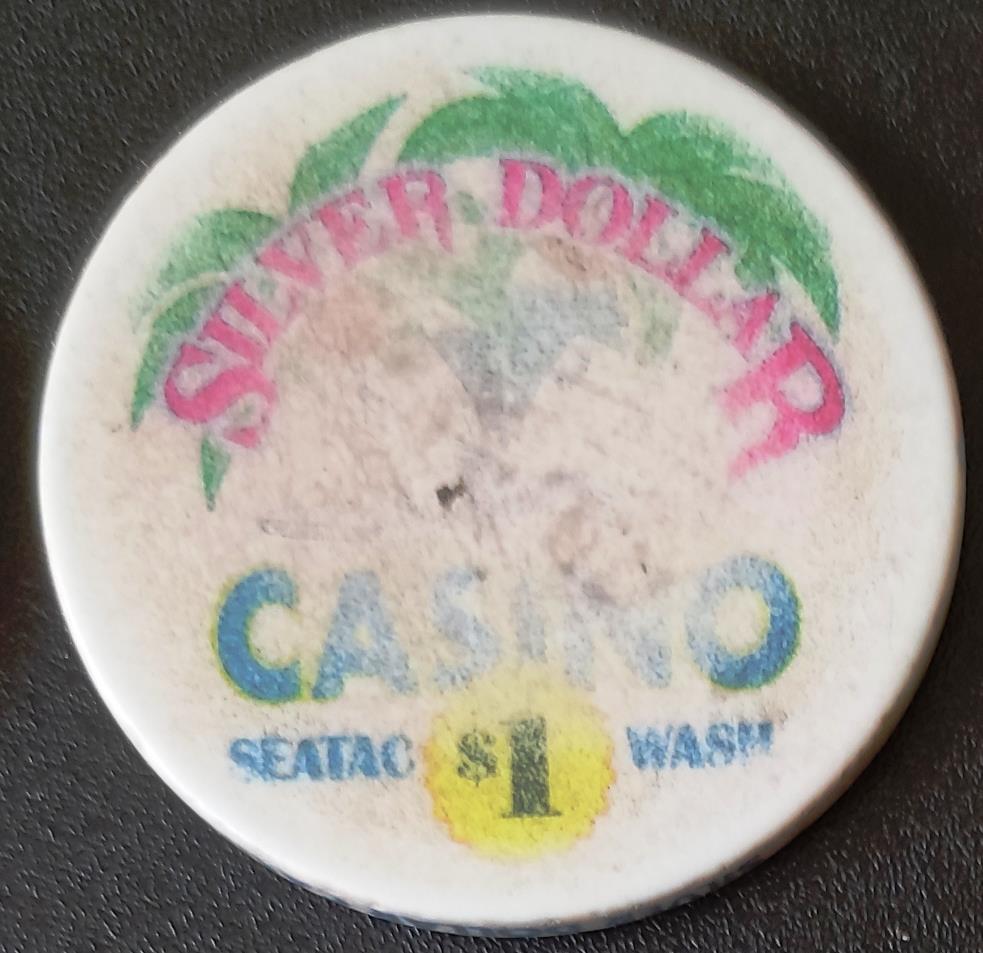 SILVER DOLLAR
CASINO
SEATAC $1 WASH